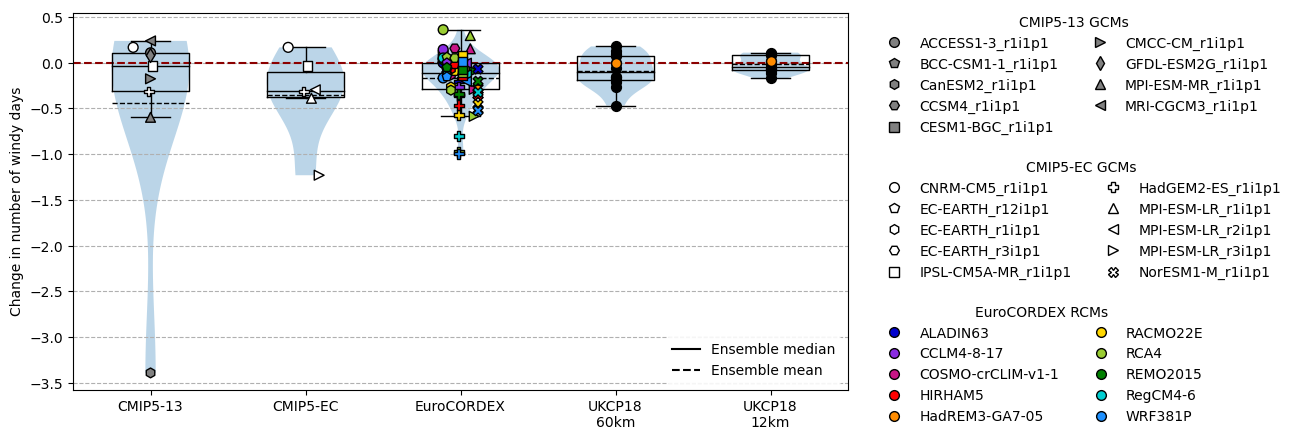 Change in number of windy days
0.5
0.0
−0.5
−1.0
−1.5
−2.0
−2.5
−3.0
−3.5
CMIP5-13
CMIP5-EC
EuroCORDEX
UKCP18
60km
UKCP18
12km
Ensemble median
Ensemble mean
CMIP5-13 GCMs
ACCESS1-3_r1i1p1
BCC-CSM1-1_r1i1p1
CanESM2_r1i1p1
CCSM4_r1i1p1
CESM1-BGC_r1i1p1
CMCC-CM_r1i1p1
GFDL-ESM2G_r1i1p1
MPI-ESM-MR_r1i1p1
MRI-CGCM3_r1i1p1
CMIP5-EC GCMs
CNRM-CM5_r1i1p1
EC-EARTH_r12i1p1
EC-EARTH_r1i1p1
EC-EARTH_r3i1p1
IPSL-CM5A-MR_r1i1p1
HadGEM2-ES_r1i1p1
MPI-ESM-LR_r1i1p1
MPI-ESM-LR_r2i1p1
MPI-ESM-LR_r3i1p1
NorESM1-M_r1i1p1
EuroCORDEX RCMs
ALADIN63
CCLM4-8-17
COSMO-crCLIM-v1-1
HIRHAM5
HadREM3-GA7-05
RACMO22E
RCA4
REMO2015
RegCM4-6
WRF381P